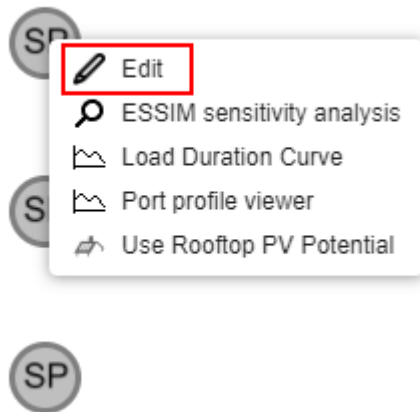 SP
Edit
ESSIM sensitivity analysis
Load Duration Curve
S
Port profile viewer
Use Rooftop PV Potential
SP